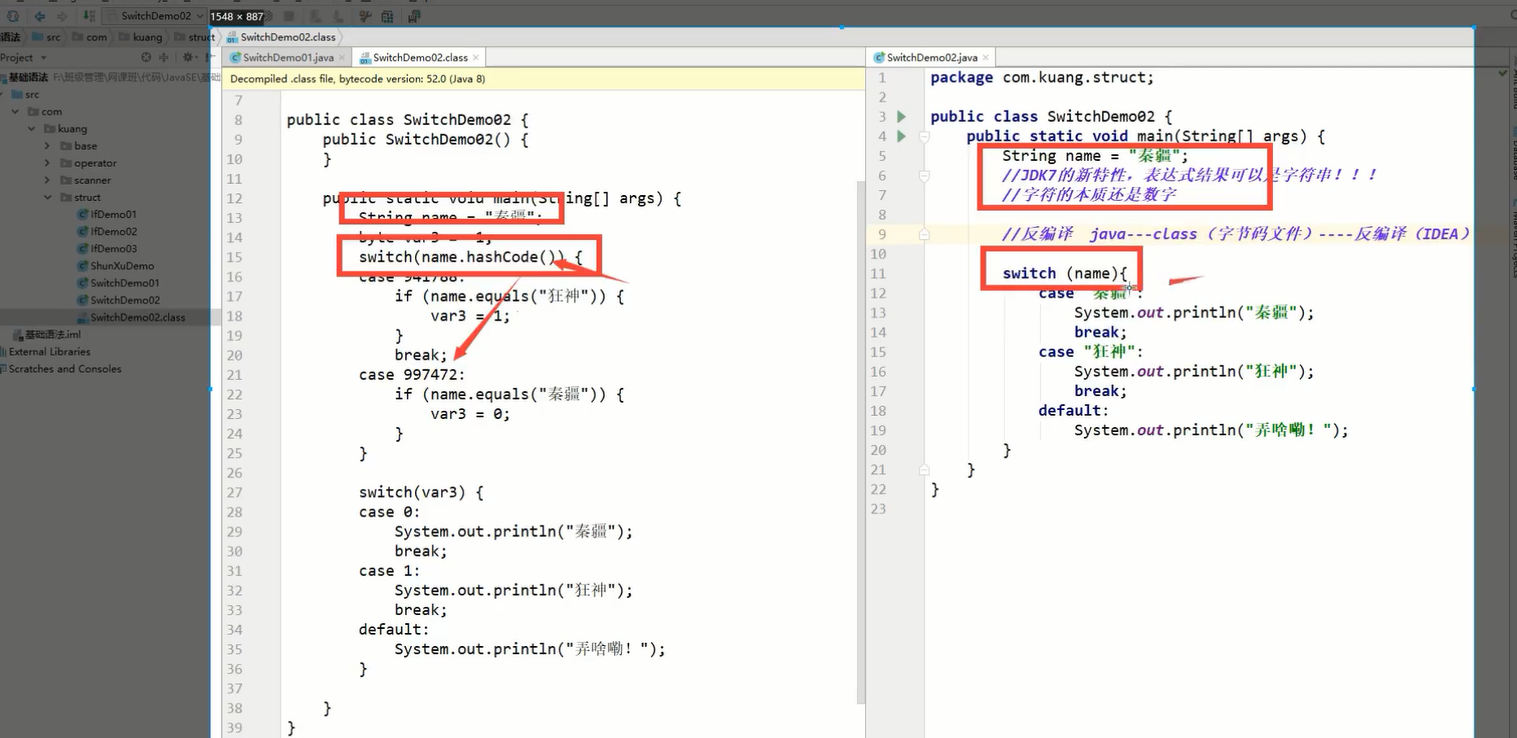 SwitchDemo02
1548 × 887
语法 src com kuang struct SwitchDemo02.class
Project
SwitchDemo01.java SwitchDemo02.class
SwitchDemo02.java
基础语法 F:\班级管理\网课班\代码\JavaSE\基础
src
com
kuang
base
operator
scanner
struct
IfDemo01
IfDemo02
IfDemo03
ShunXuDemo
SwitchDemo01
SwitchDemo02
SwitchDemo02.class
基础语法.iml
External Libraries
Scratches and Consoles
Decompiled .class file, bytecode version: 52.0 (Java 8)
7
8 public class SwitchDemo02 {
9 public SwitchDemo02() {
10 }
11
12 public static void main(String[] args) {
13 String name = "秦疆";
14 byte var3 = -1;
15 switch(name.hashCode()) {
16 case 941788:
17 if (name.equals("狂神")) {
18 var3 = 1;
19 }
20 break;
21 case 997472:
22 if (name.equals("秦疆")) {
23 var3 = 0;
24 }
25 }
26
27 switch(var3) {
28 case 0:
29 System.out.println("秦疆");
30 break;
31 case 1:
32 System.out.println("狂神");
33 break;
34 default:
35 System.out.println("弄啥嘞！");
36 }
37
38 }
39 }
1 package com.kuang.struct;
2
3 public class SwitchDemo02 {
4 public static void main(String[] args) {
5 String name = "秦疆";
6 //JDK7的新特性，表达式结果可以是字符串！！！
7 //字符的本质还是数字
8
9 //反编译 java---class（字节码文件）----反编译（IDEA）
10
11 switch (name){
12 case "秦疆":
13 System.out.println("秦疆");
14 break;
15 case "狂神":
16 System.out.println("狂神");
17 break;
18 default:
19 System.out.println("弄啥嘞！");
20 }
21 }
22 }
23